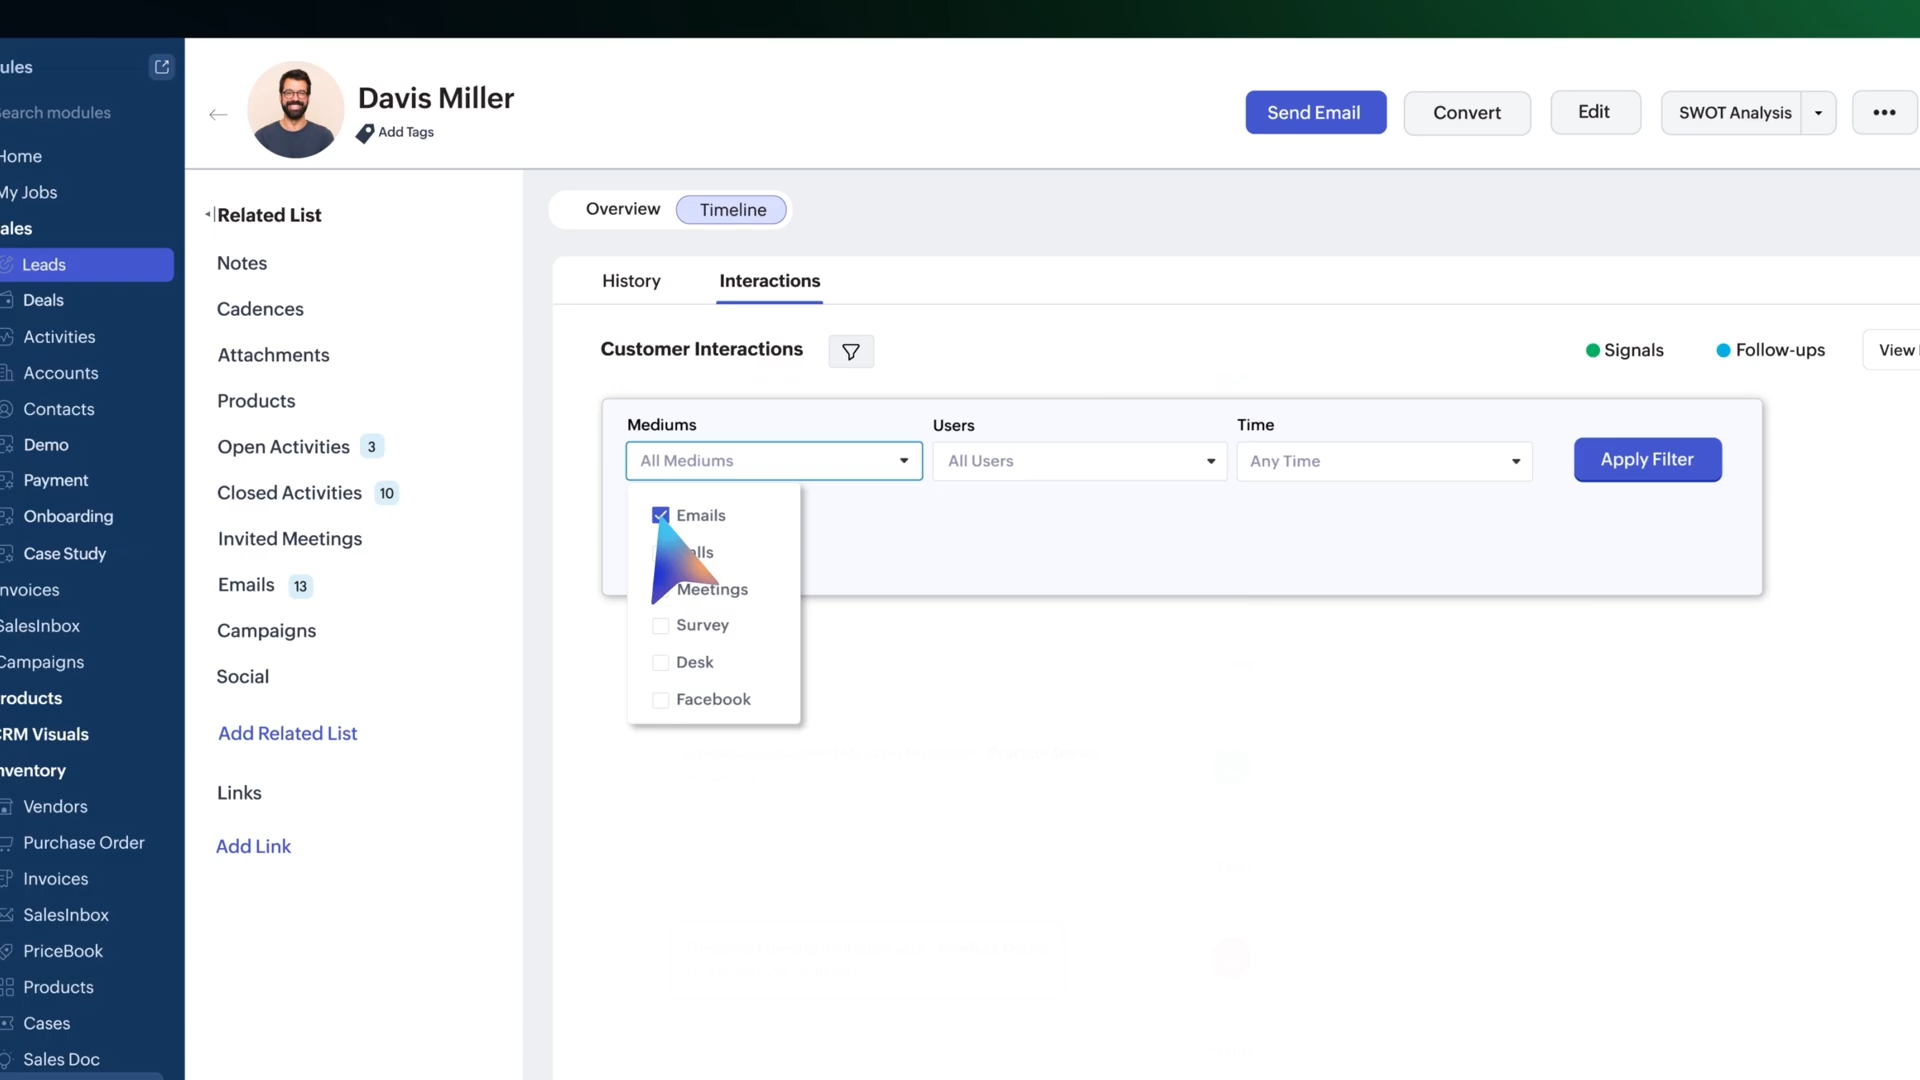 ules
earch modules
Home
My Jobs
ales
Leads
Deals
Activities
Accounts
Contacts
Demo
Payment
Onboarding
Case Study
nvoices
SalesInbox
Campaigns
roducts
CRM Visuals
nventory
Vendors
Purchase Order
Invoices
SalesInbox
PriceBook
Products
Cases
Sales Doc
Davis Miller
Add Tags
Send Email
Convert
Edit
SWOT Analysis
Related List
Notes
Cadences
Attachments
Products
Open Activities 3
Closed Activities 10
Invited Meetings
Emails 13
Campaigns
Social
Add Related List
Links
Add Link
Overview
Timeline
History
Interactions
Customer Interactions
Signals
Follow-ups
View
Mediums
Users
Time
All Mediums
All Users
Any Time
Apply Filter
Emails
lls
Meetings
Survey
Desk
Facebook